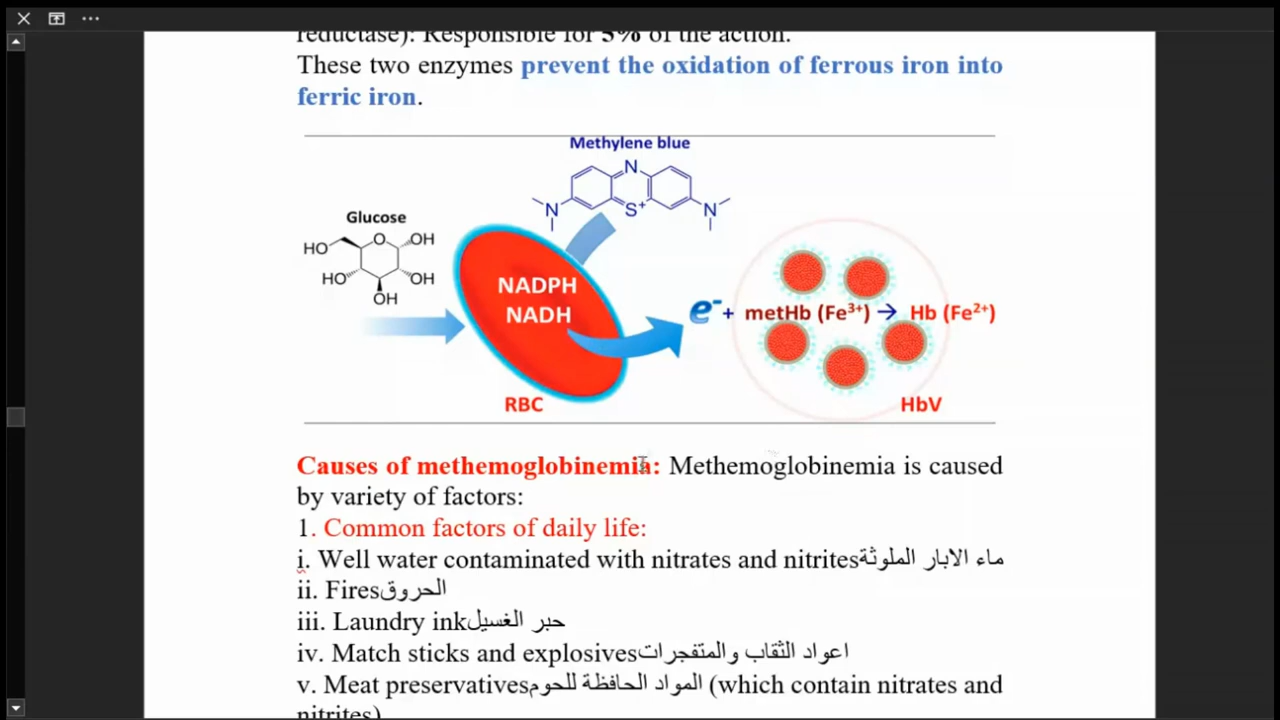 reductase): Responsible for 5% of the action.
These two enzymes prevent the oxidation of ferrous iron into
ferric iron.
Methylene blue
N
N
S+
N
Glucose
HO
O
OH
HO
OH
OH
NADPH
NADH
e- + metHb (Fe3+) → Hb (Fe2+)
RBC
HbV
Causes of methemoglobinemia: Methemoglobinemia is caused
by variety of factors:
1. Common factors of daily life:
i. Well water contaminated with nitrates and nitritesماء الابار الملوثة
ii. Firesالحروق
iii. Laundry inkحبر الغسيل
iv. Match sticks and explosivesاعواد الثقاب والمتفجرات
v. Meat preservativesالمواد الحافظة للحوم (which contain nitrates and
nitrites)